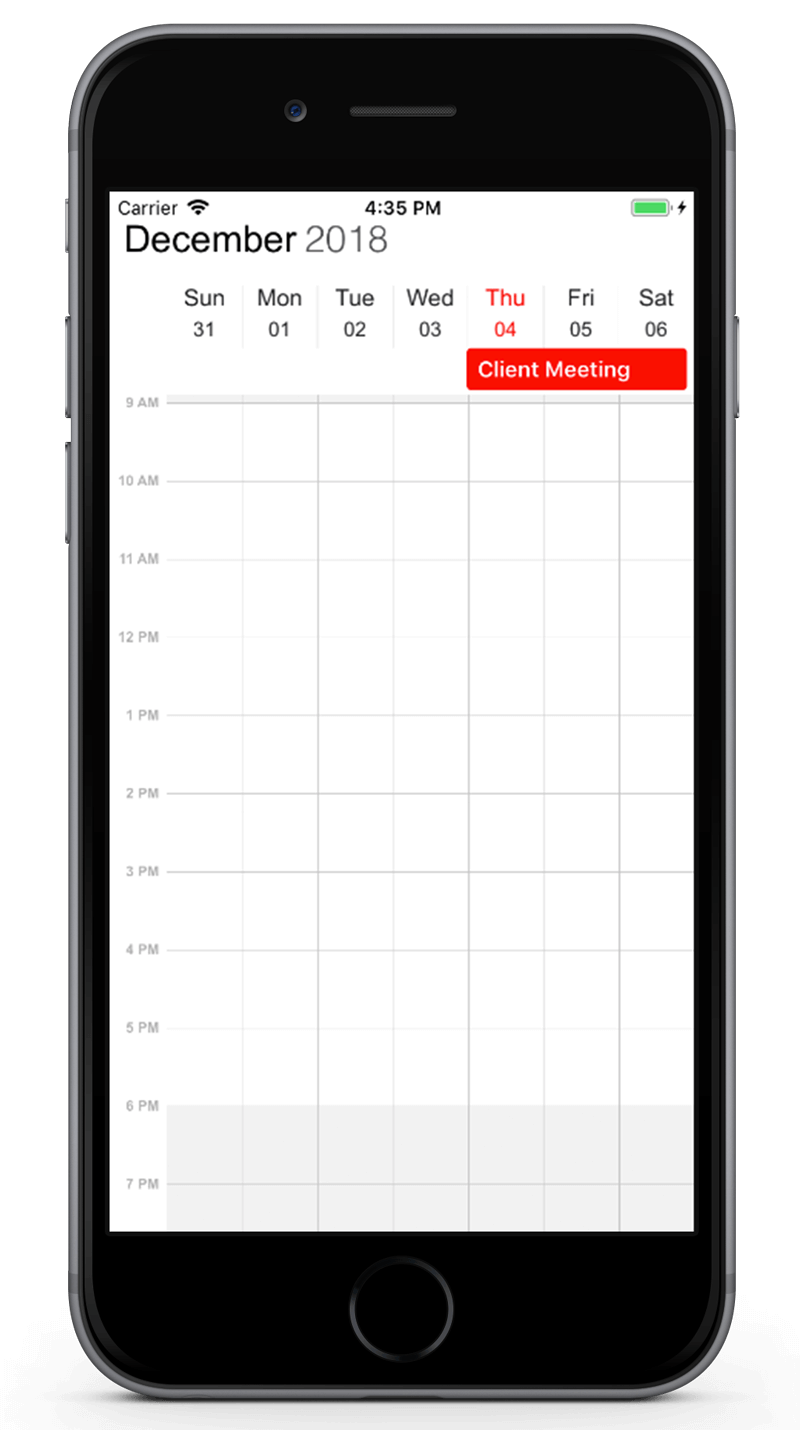 Carrier 4:35 PM
December 2018
Sun Mon Tue Wed Thu Fri Sat
31 01 02 03 04 05 06
Client Meeting
9 AM
10 AM
11 AM
12 PM
1 PM
2 PM
3 PM
4 PM
5 PM
6 PM
7 PM